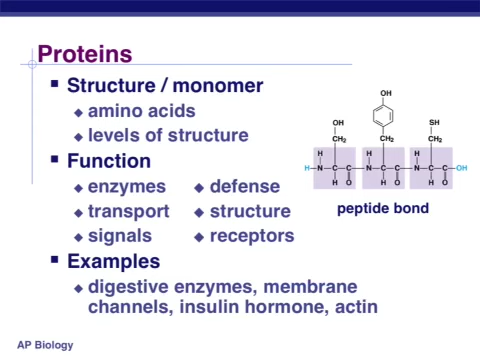 Proteins
▪ Structure / monomer
◆ amino acids
◆ levels of structure
▪ Function
◆ enzymes ◆ defense
◆ transport ◆ structure
◆ signals ◆ receptors
▪ Examples
◆ digestive enzymes, membrane
channels, insulin hormone, actin
OH
OH SH
CH2 CH2 CH2
H H H
H N C C N C C N C C OH
H O H O H O
peptide bond
AP Biology